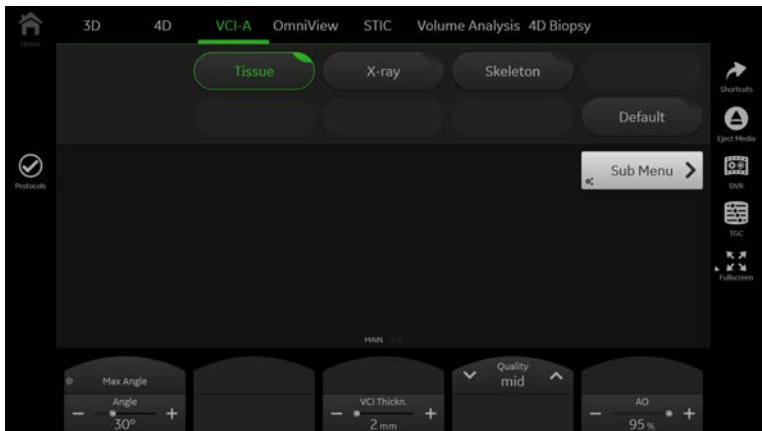 3D
4D
VCI-A
OmniView
STIC
Volume Analysis
4D Biopsy
Home
Tissue
X-ray
Skeleton
Shortcuts
Default
Eject Media
Sub Menu
Protocols
DVR
TGC
Fullscreen
MAIN
Max Angle
Quality
mid
Angle
VCI Thickn.
AO
30°
2 mm
95 %